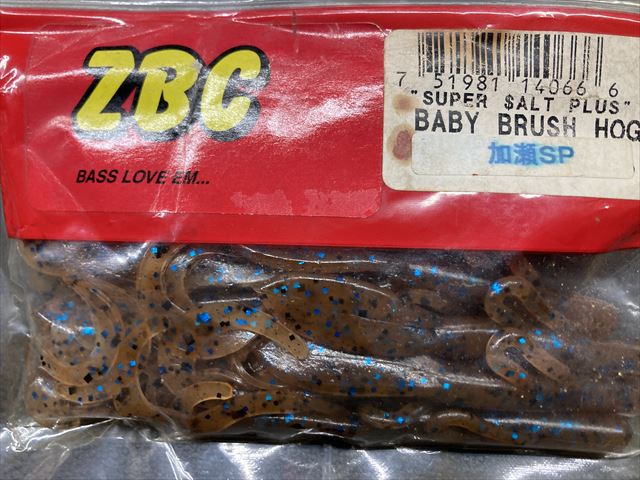 ZBC
BASS LOVE EM...
7 51981 14066 6
"SUPER $ALT PLUS"
BABY BRUSH HOG
加瀬SP